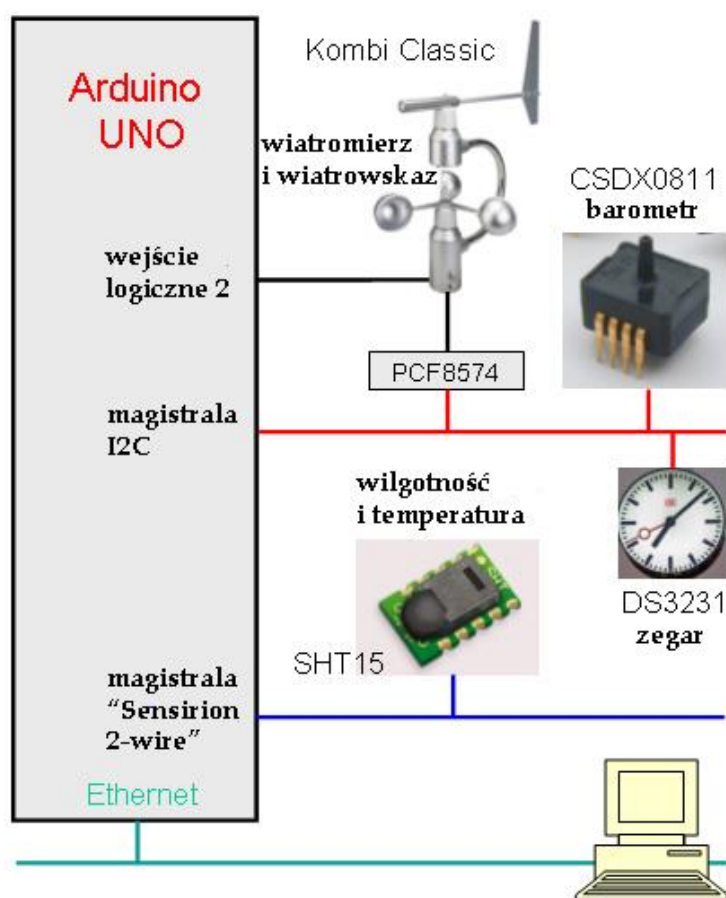 Arduino
UNO
Kombi Classic
wiatromierz
i wiatrowskaz
CSDX0811
barometr
wejście
logiczne 2
PCF8574
magistrala
I2C
wilgotność
i temperatura
DS3231
zegar
SHT15
magistrala
“Sensirion
2-wire”
Ethernet